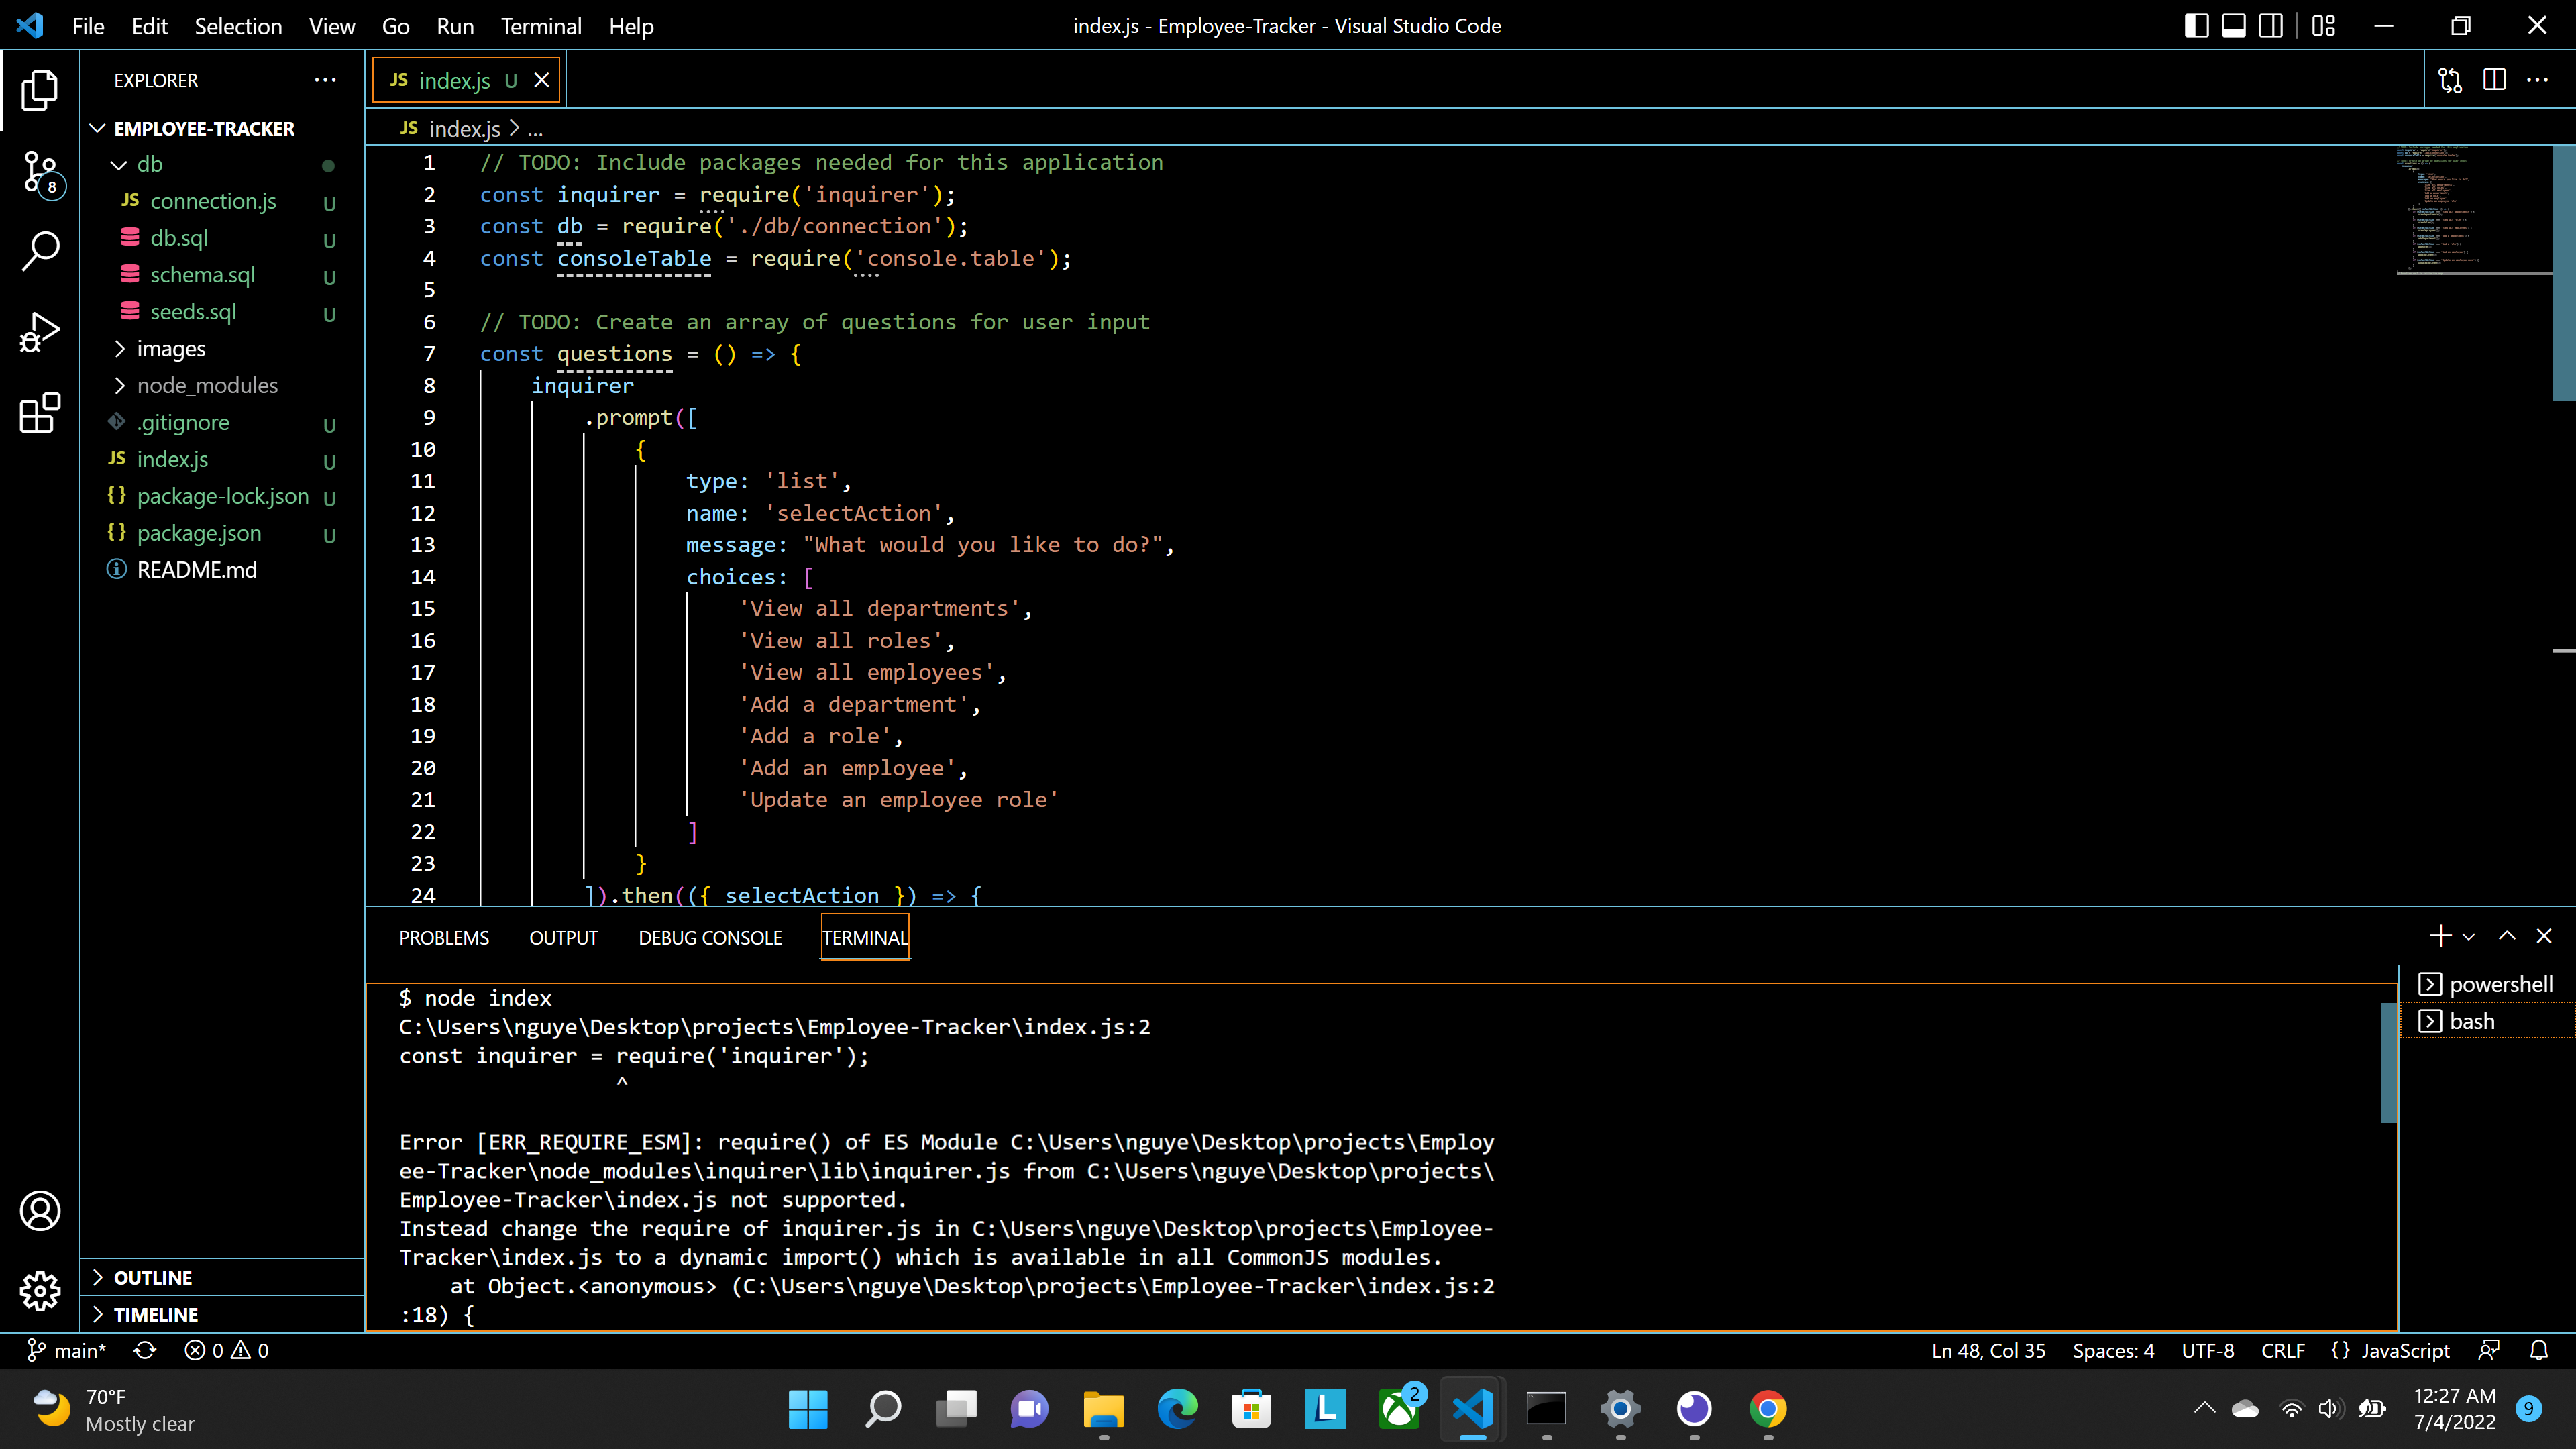 File Edit Selection View Go Run Terminal Help
index.js - Employee-Tracker - Visual Studio Code
EXPLORER
EMPLOYEE-TRACKER
db
JS connection.js U
db.sql U
schema.sql U
seeds.sql U
images
node_modules
.gitignore U
JS index.js U
{} package-lock.json U
{} package.json U
README.md
OUTLINE
TIMELINE
8
JS index.js U
JS index.js > ...
1 // TODO: Include packages needed for this application
2 const inquirer = require('inquirer');
3 const db = require('./db/connection');
4 const consoleTable = require('console.table');
5
6 // TODO: Create an array of questions for user input
7 const questions = () => {
8 inquirer
9 .prompt([
10 {
11 type: 'list',
12 name: 'selectAction',
13 message: "What would you like to do?",
14 choices: [
15 'View all departments',
16 'View all roles',
17 'View all employees',
18 'Add a department',
19 'Add a role',
20 'Add an employee',
21 'Update an employee role'
22 ]
23 }
24 ]).then(({ selectAction }) => {
PROBLEMS OUTPUT DEBUG CONSOLE TERMINAL
$ node index
C:\Users\nguye\Desktop\projects\Employee-Tracker\index.js:2
const inquirer = require('inquirer');
^
Error [ERR_REQUIRE_ESM]: require() of ES Module C:\Users\nguye\Desktop\projects\Employ
ee-Tracker\node_modules\inquirer\lib\inquirer.js from C:\Users\nguye\Desktop\projects\
Employee-Tracker\index.js not supported.
Instead change the require of inquirer.js in C:\Users\nguye\Desktop\projects\Employee-
Tracker\index.js to a dynamic import() which is available in all CommonJS modules.
at Object.<anonymous> (C:\Users\nguye\Desktop\projects\Employee-Tracker\index.js:2
:18) {
powershell
bash
main* 0 0
Ln 48, Col 35 Spaces: 4 UTF-8 CRLF {} JavaScript
70°F
Mostly clear
L
2
12:27 AM
7/4/2022
9